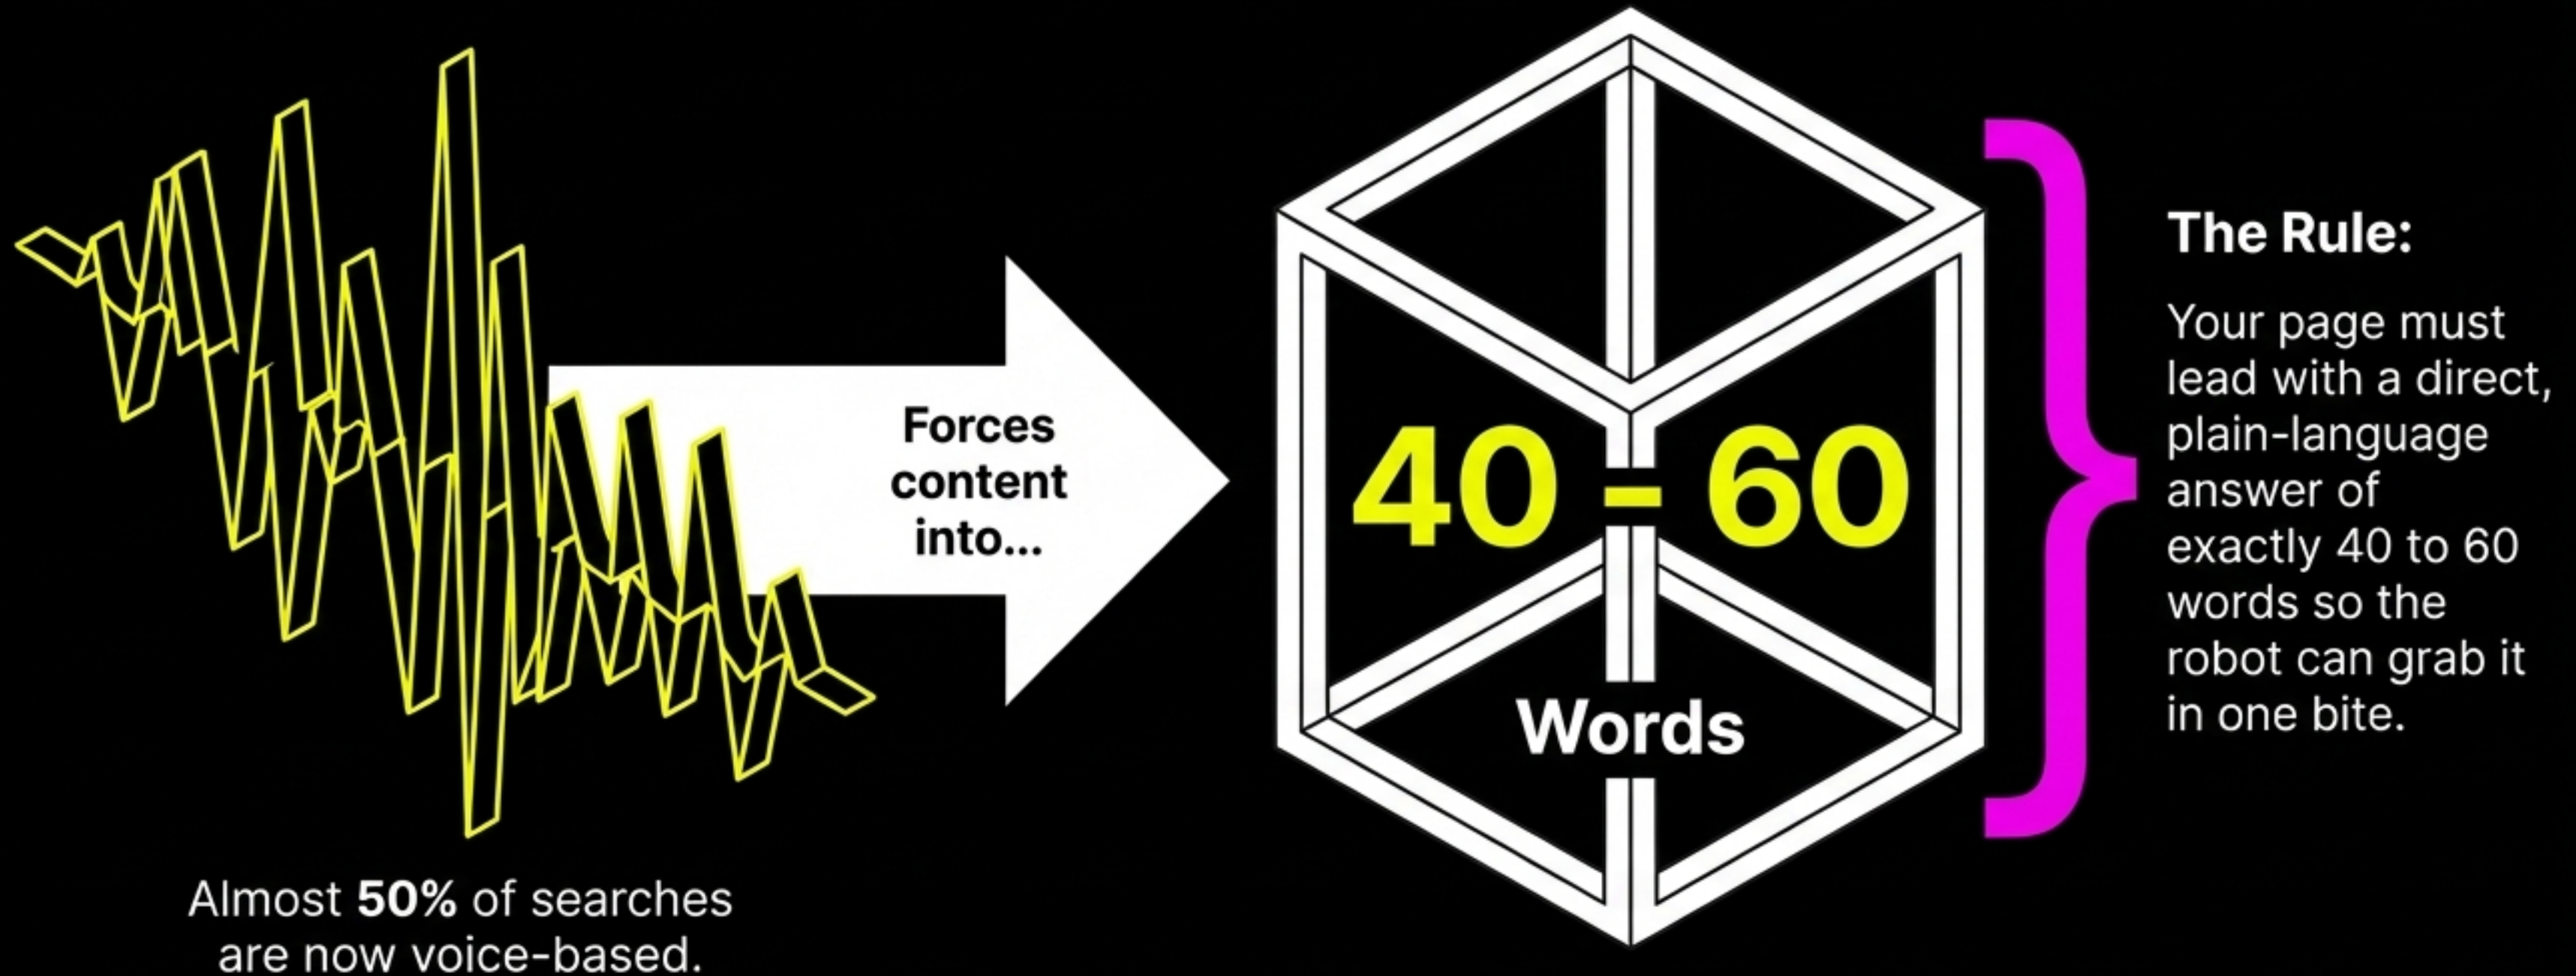 Almost 50% of searches
are now voice-based.
Forces
content
into...
40 - 60
Words
The Rule:
Your page must
lead with a direct,
plain-language
answer of
exactly 40 to 60
words so the
robot can grab it
in one bite.